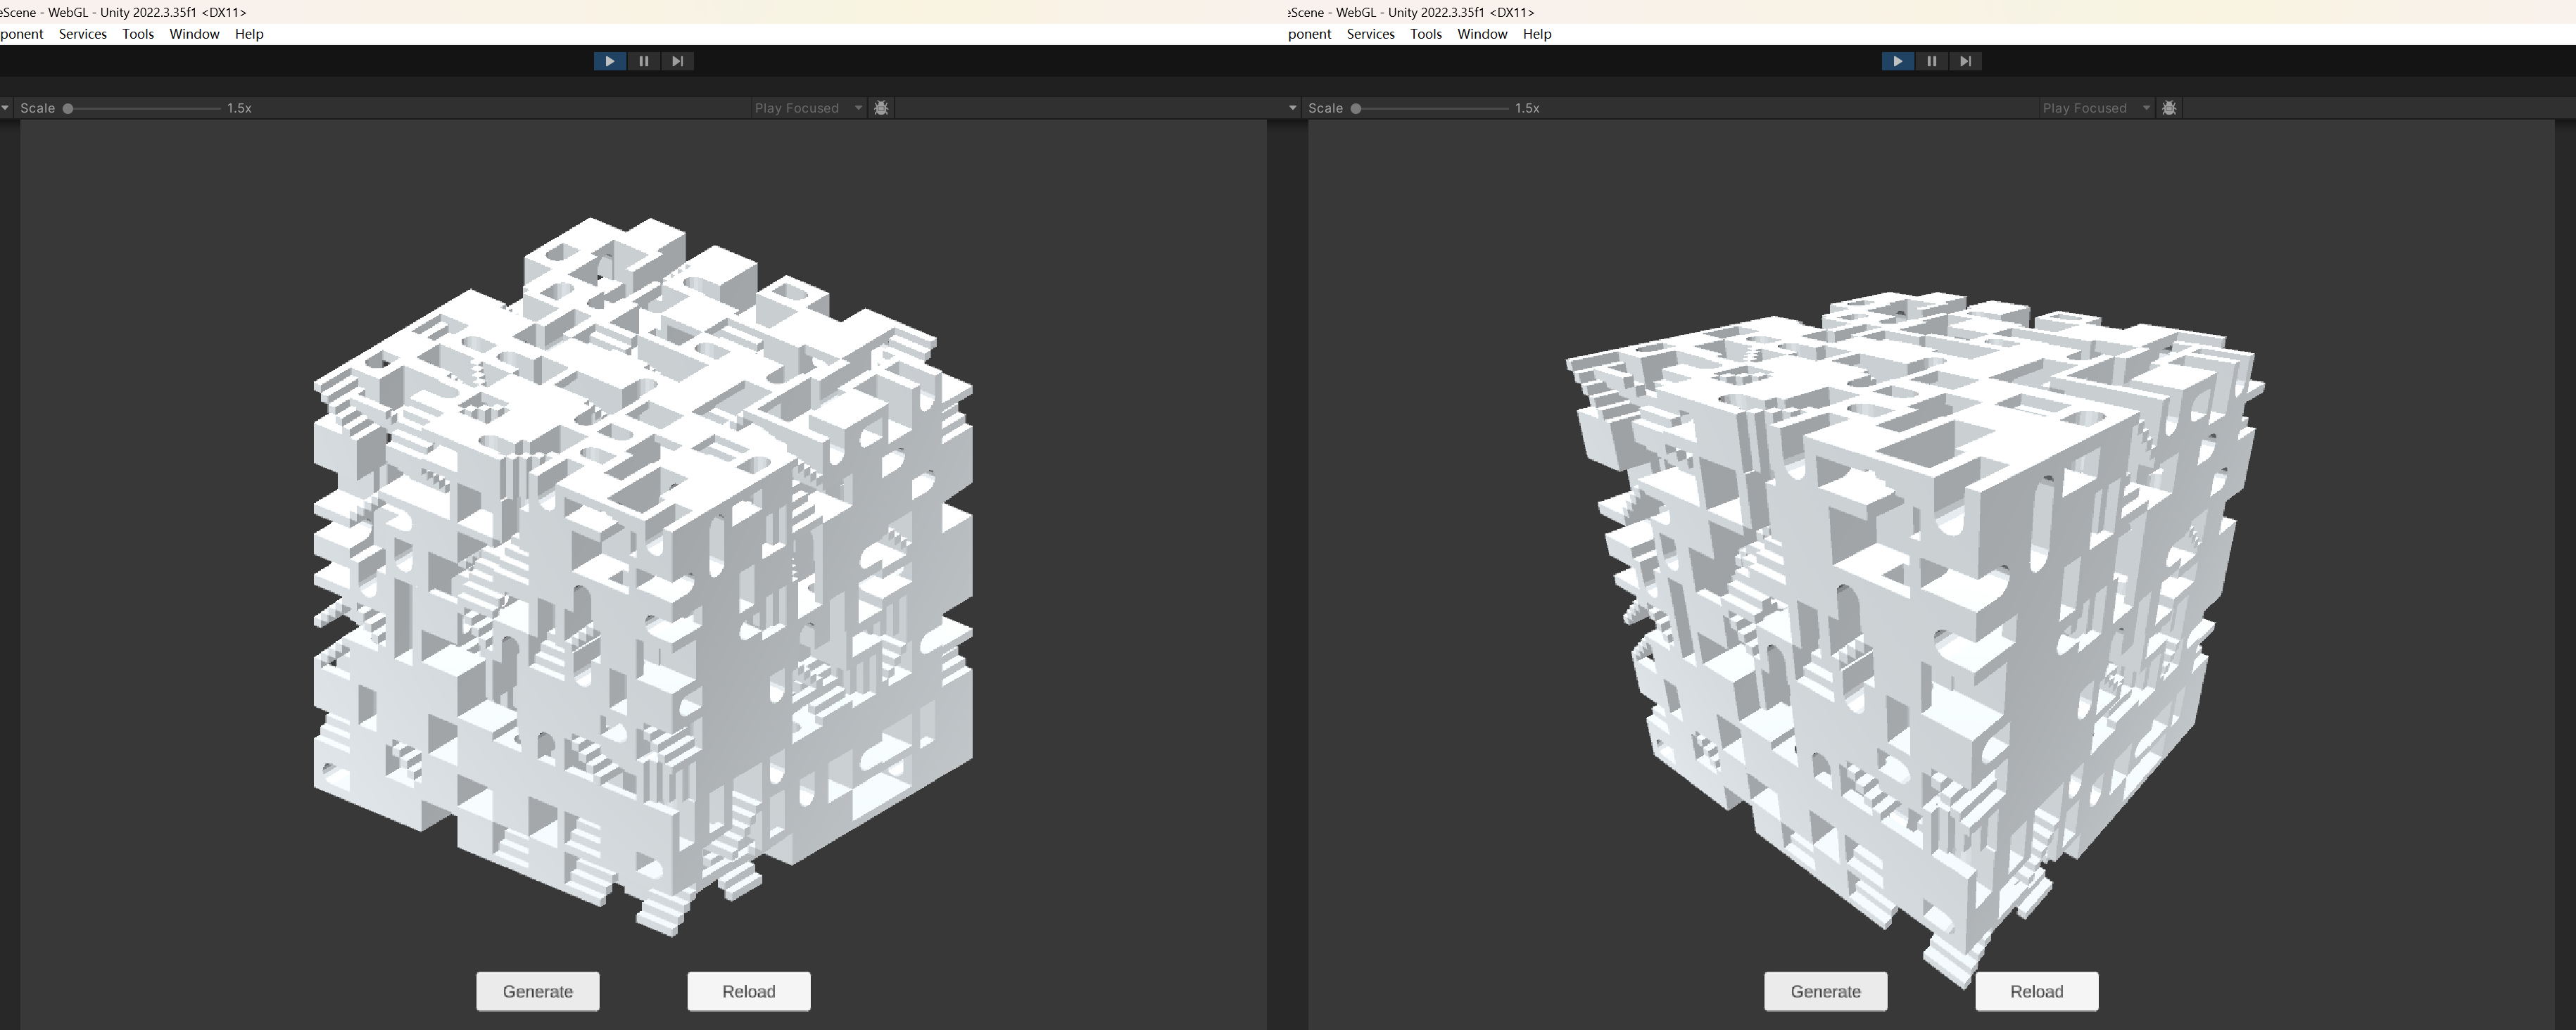 eScene - WebGL - Unity 2022.3.35f1 <DX11>
ponent Services Tools Window Help
Scale 1.5x Play Focused
Generate Reload
eScene - WebGL - Unity 2022.3.35f1 <DX11>
ponent Services Tools Window Help
Scale 1.5x Play Focused
Generate Reload